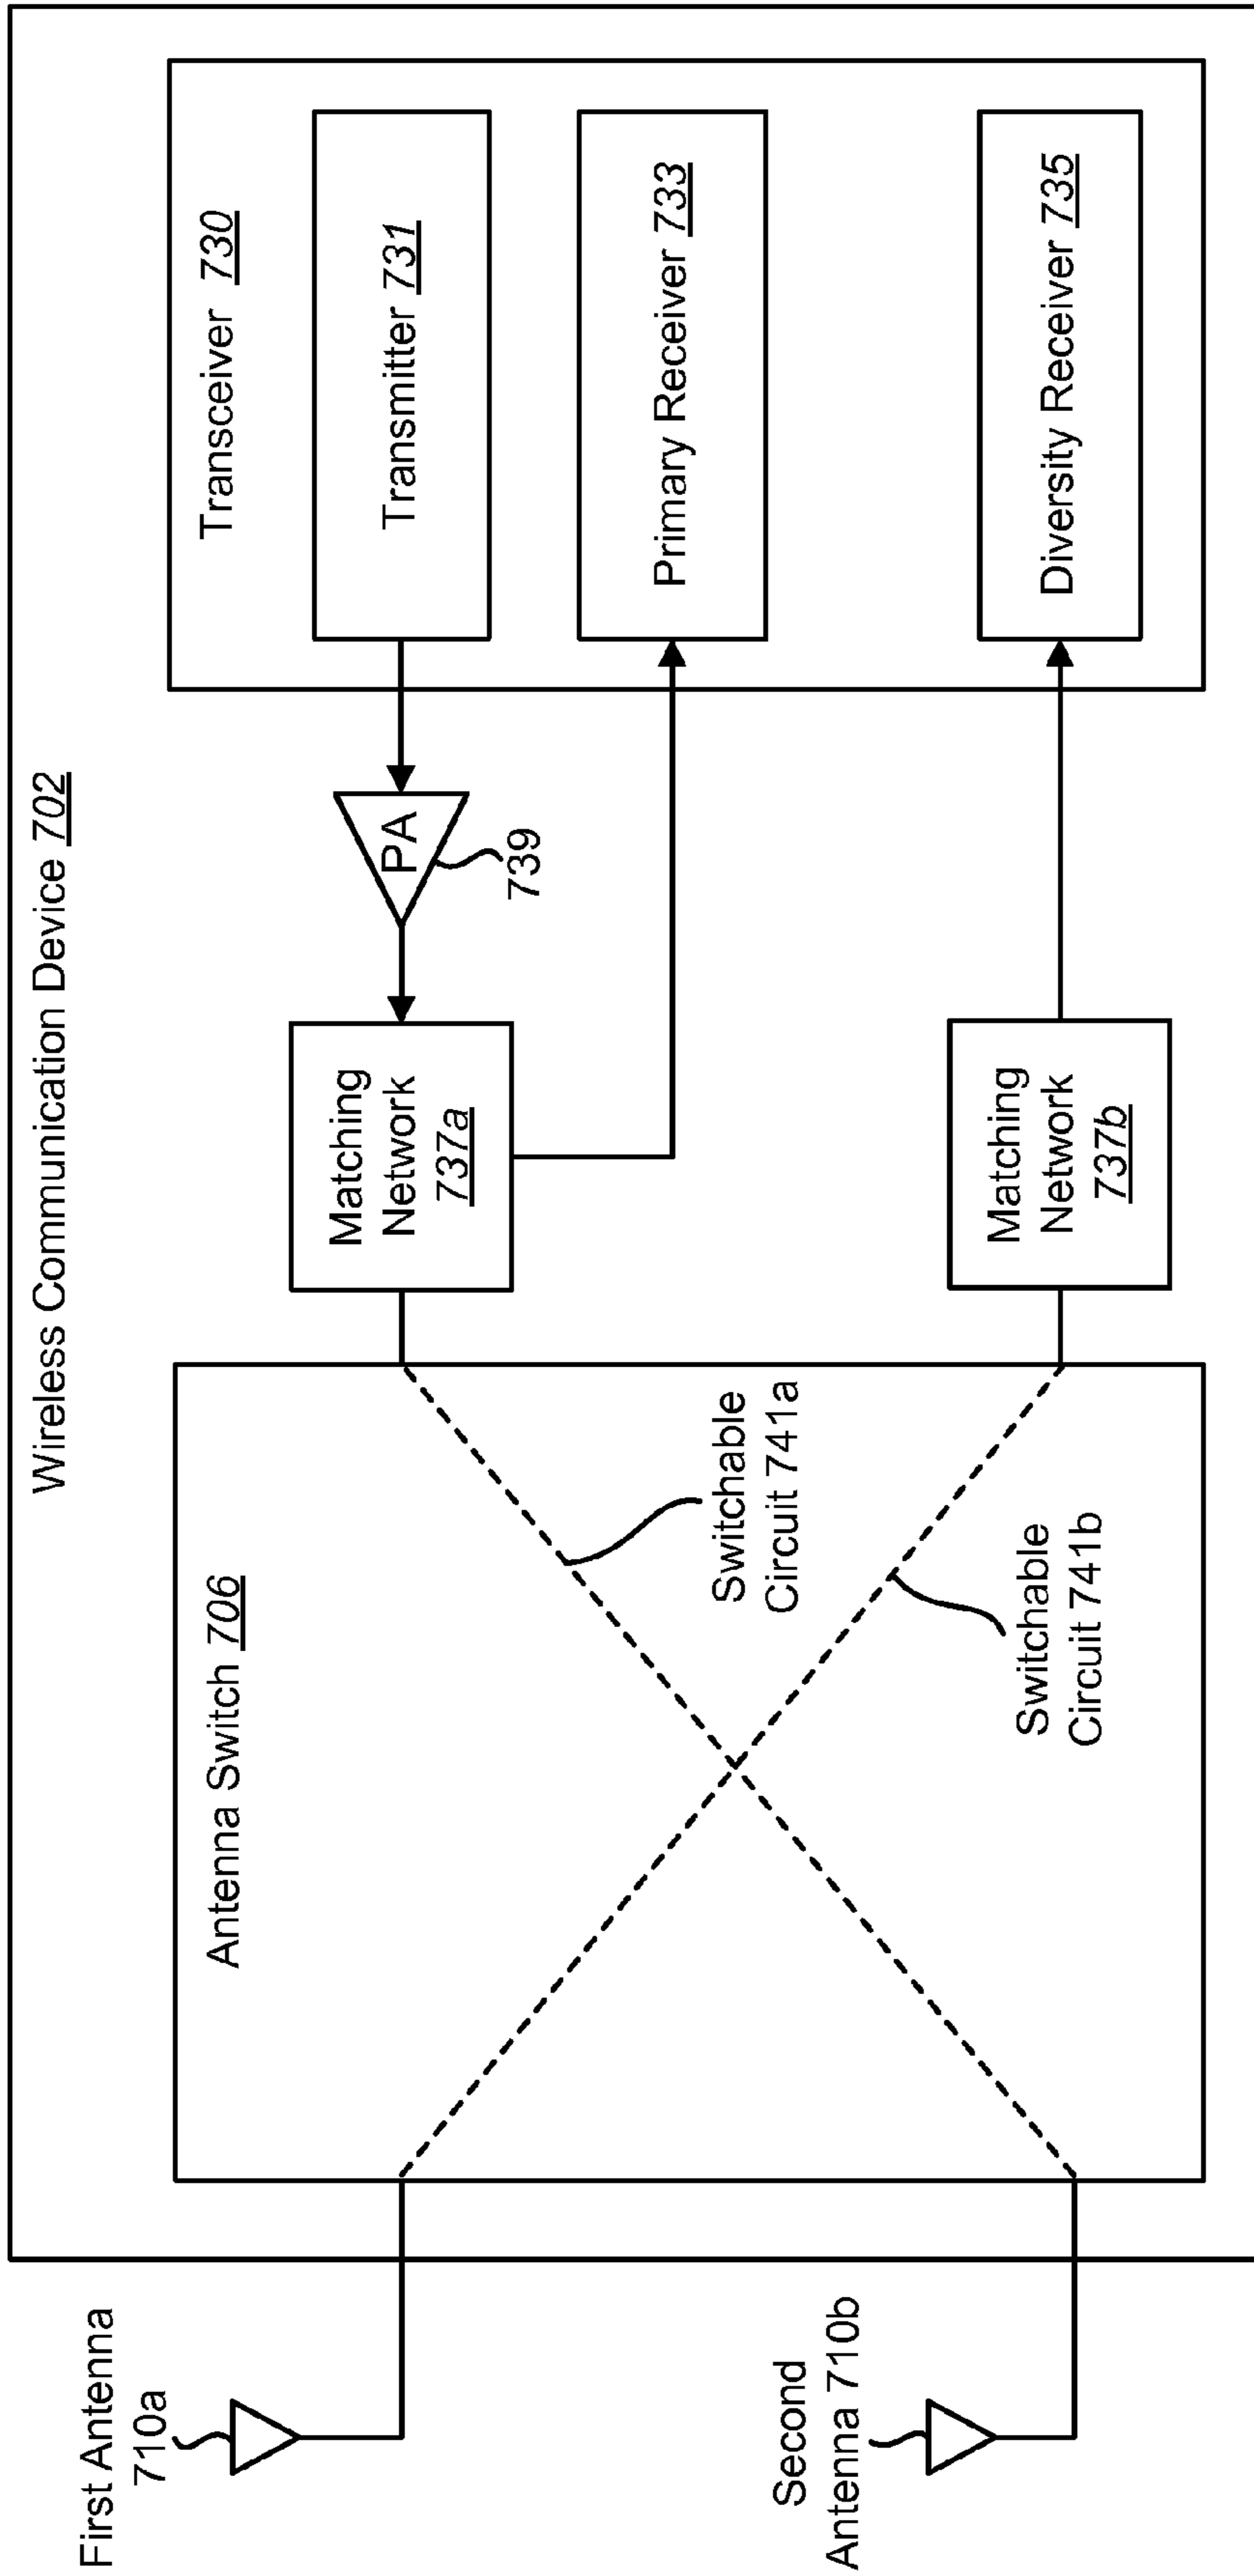 Wireless Communication Device 702
First Antenna
710a
Second
Antenna 710b
Antenna Switch 706
Switchable
Circuit 741a
Switchable
Circuit 741b
Matching
Network
737a
Matching
Network
737b
PA
739
Transceiver 730
Transmitter 731
Primary Receiver 733
Diversity Receiver 735